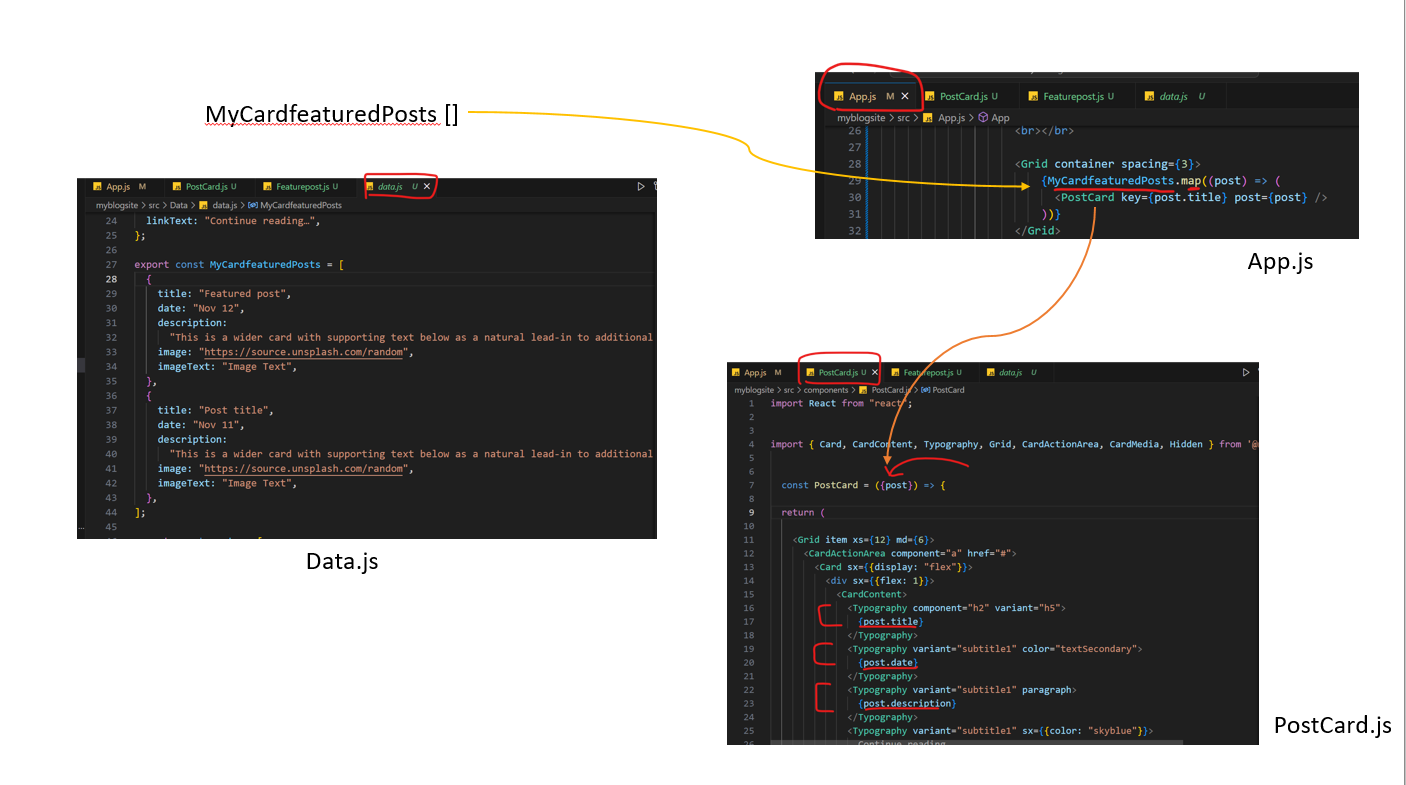 MyCardfeaturedPosts []
App.js M PostCard.js U Featurepost.js U data.js U
myblogsite > src > Data > data.js > MyCardfeaturedPosts
24 linkText: "Continue reading…",
25 };
26
27 export const MyCardfeaturedPosts = [
28 {
29 title: "Featured post",
30 date: "Nov 12",
31 description:
32 "This is a wider card with supporting text below as a natural lead-in to additional
33 image: "https://source.unsplash.com/random",
34 imageText: "Image Text",
35 },
36 {
37 title: "Post title",
38 date: "Nov 11",
39 description:
40 "This is a wider card with supporting text below as a natural lead-in to additional
41 image: "https://source.unsplash.com/random",
42 imageText: "Image Text",
43 },
44 ];
45
Data.js
App.js M PostCard.js U Featurepost.js U data.js U
myblogsite > src > App.js > App
26 <br></br>
27
28 <Grid container spacing={3}>
29 {MyCardfeaturedPosts.map((post) => (
30 <PostCard key={post.title} post={post} />
31 ))}
32 </Grid>
App.js
App.js M PostCard.js U Featurepost.js U data.js U
myblogsite > src > components > PostCard.js > PostCard
1 import React from "react";
2
3
4 import { Card, CardContent, Typography, Grid, CardActionArea, CardMedia, Hidden } from '@
5
6
7 const PostCard = ({post}) => {
8
9 return (
10
11 <Grid item xs={12} md={6}>
12 <CardActionArea component="a" href="#">
13 <Card sx={{display: "flex"}}>
14 <div sx={{flex: 1}}>
15 <CardContent>
16 <Typography component="h2" variant="h5">
17 {post.title}
18 </Typography>
19 <Typography variant="subtitle1" color="textSecondary">
20 {post.date}
21 </Typography>
22 <Typography variant="subtitle1" paragraph>
23 {post.description}
24 </Typography>
25 <Typography variant="subtitle1" sx={{color: "skyblue"}}>
26 Continue reading
PostCard.js